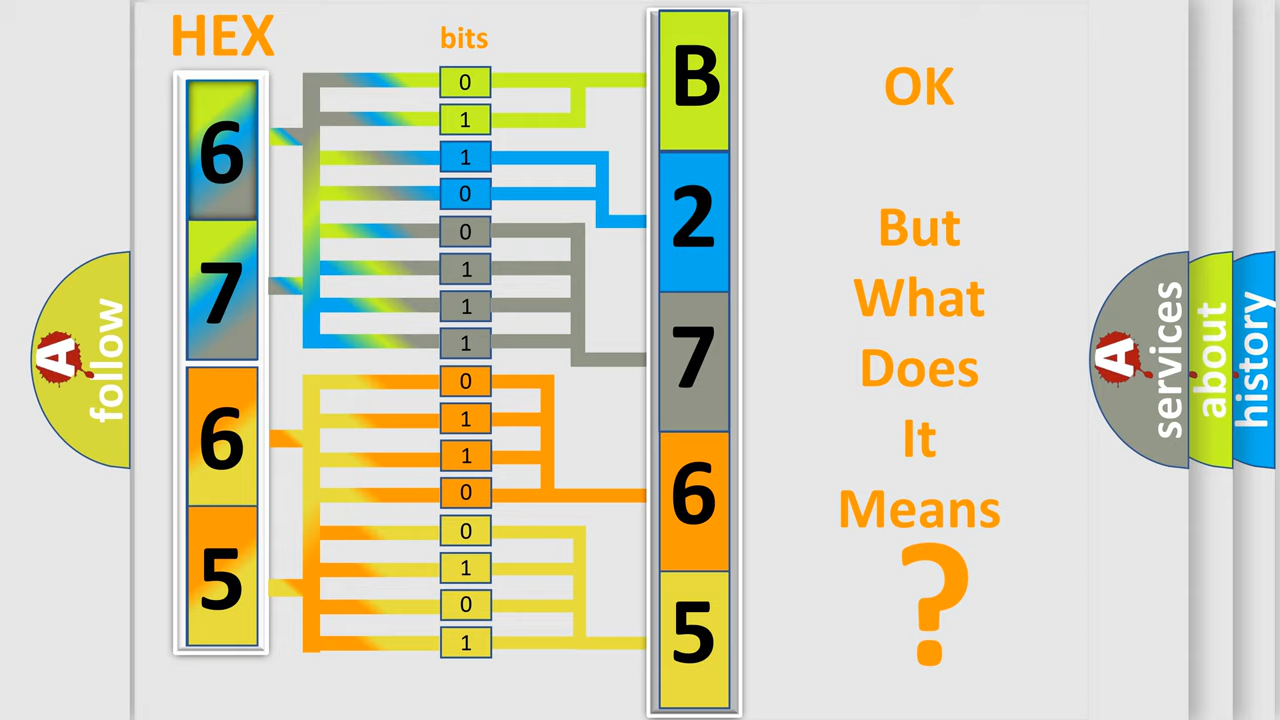 HEX
bits
6
7
6
5
0
1
1
0
0
1
1
1
0
1
1
0
0
1
0
1
B
2
7
6
5
OK
But
What
Does
It
Means
?
A
follow
A
services
about
history